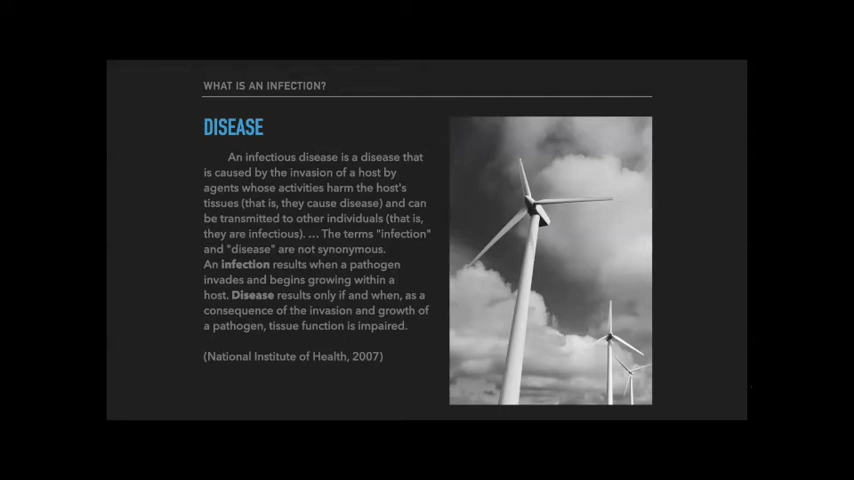 WHAT IS AN INFECTION?
DISEASE
An infectious disease is a disease that
is caused by the invasion of a host by
agents whose activities harm the host's
tissues (that is, they cause disease) and can
be transmitted to other individuals (that is,
they are infectious). … The terms "infection"
and "disease" are not synonymous.
An infection results when a pathogen
invades and begins growing within a
host. Disease results only if and when, as a
consequence of the invasion and growth of
a pathogen, tissue function is impaired.
(National Institute of Health, 2007)